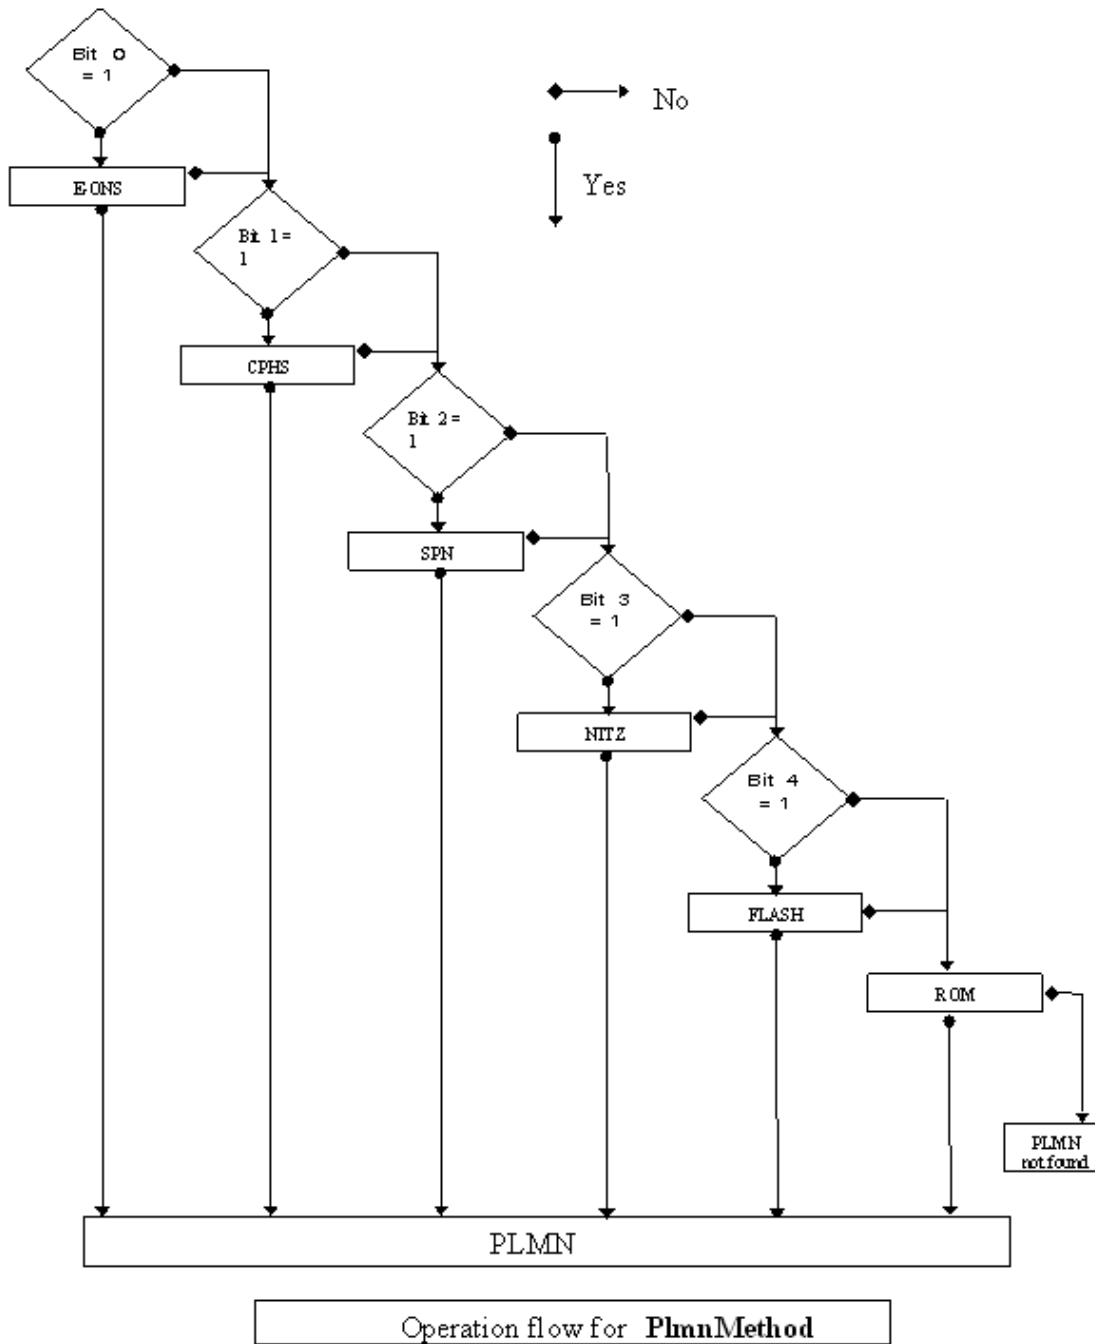 Bit 0
= 1
No
Yes
EONS
Bit 1 =
1
CPHS
Bit 2 =
1
SPN
Bit 3
= 1
NITZ
Bit 4
= 1
FLASH
ROM
PLMN
not found
PLMN
Operation flow for PlmnMethod